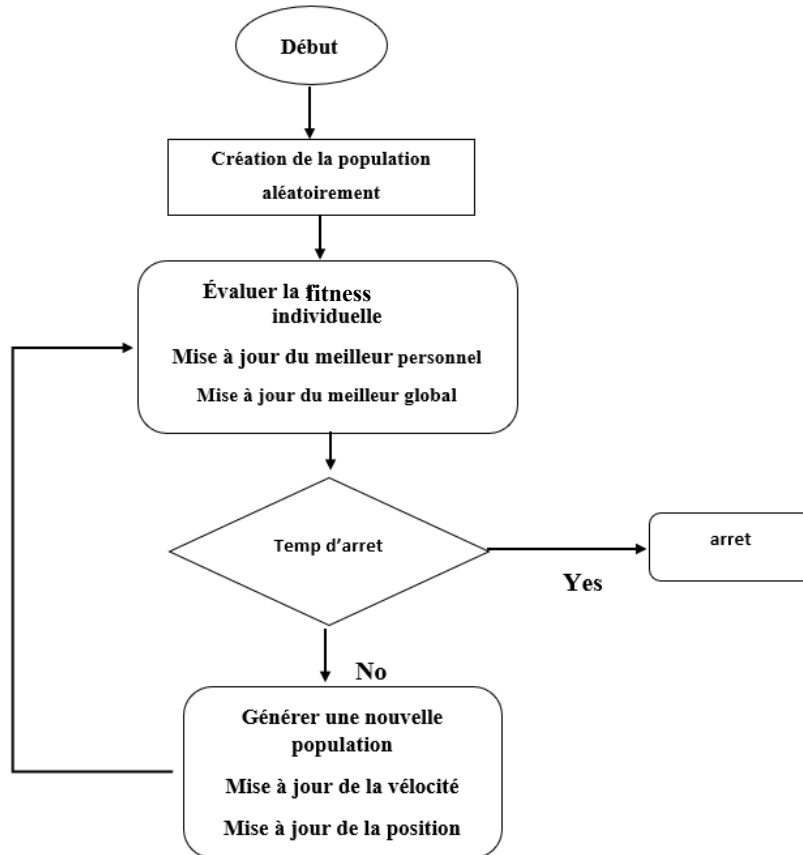 Début
Création de la population
aléatoirement
Évaluer la fitness
individuelle
Mise à jour du meilleur personnel
Mise à jour du meilleur global
Temp d'arret
arret
Yes
No
Générer une nouvelle
population
Mise à jour de la vélocité
Mise à jour de la position